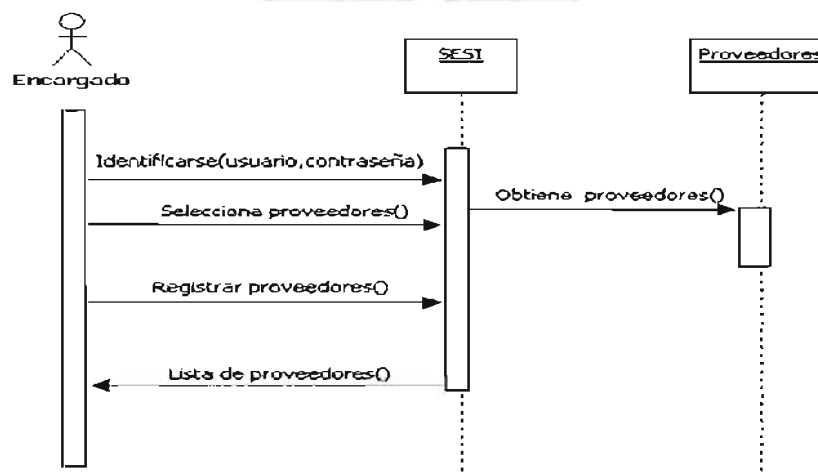 SESI
Proveedores
Encargado
Identificarse(usuario,contraseña)
Obtiene proveedores()
Selecciona proveedores()
Registrar proveedores()
Lista de proveedores()